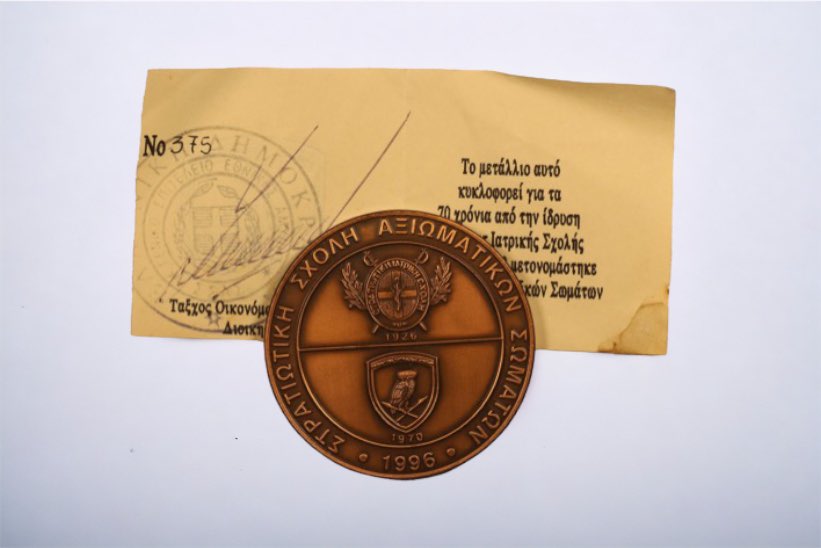 No 375
Το μετάλλιο αυτό
κυκλοφορεί για τα
70 χρόνια από την ίδρυση
Ιατρικής Σχολής
μετονομάστηκε
Σωμάτων
Ταξχος Οικονόμ
Διοικη
ΣΤΡΑΤΙΩΤΙΚΗ ΣΧΟΛΗ ΑΞΙΩΜΑΤΙΚΩΝ ΣΩΜΑΤΩΝ
1926
1970
1996